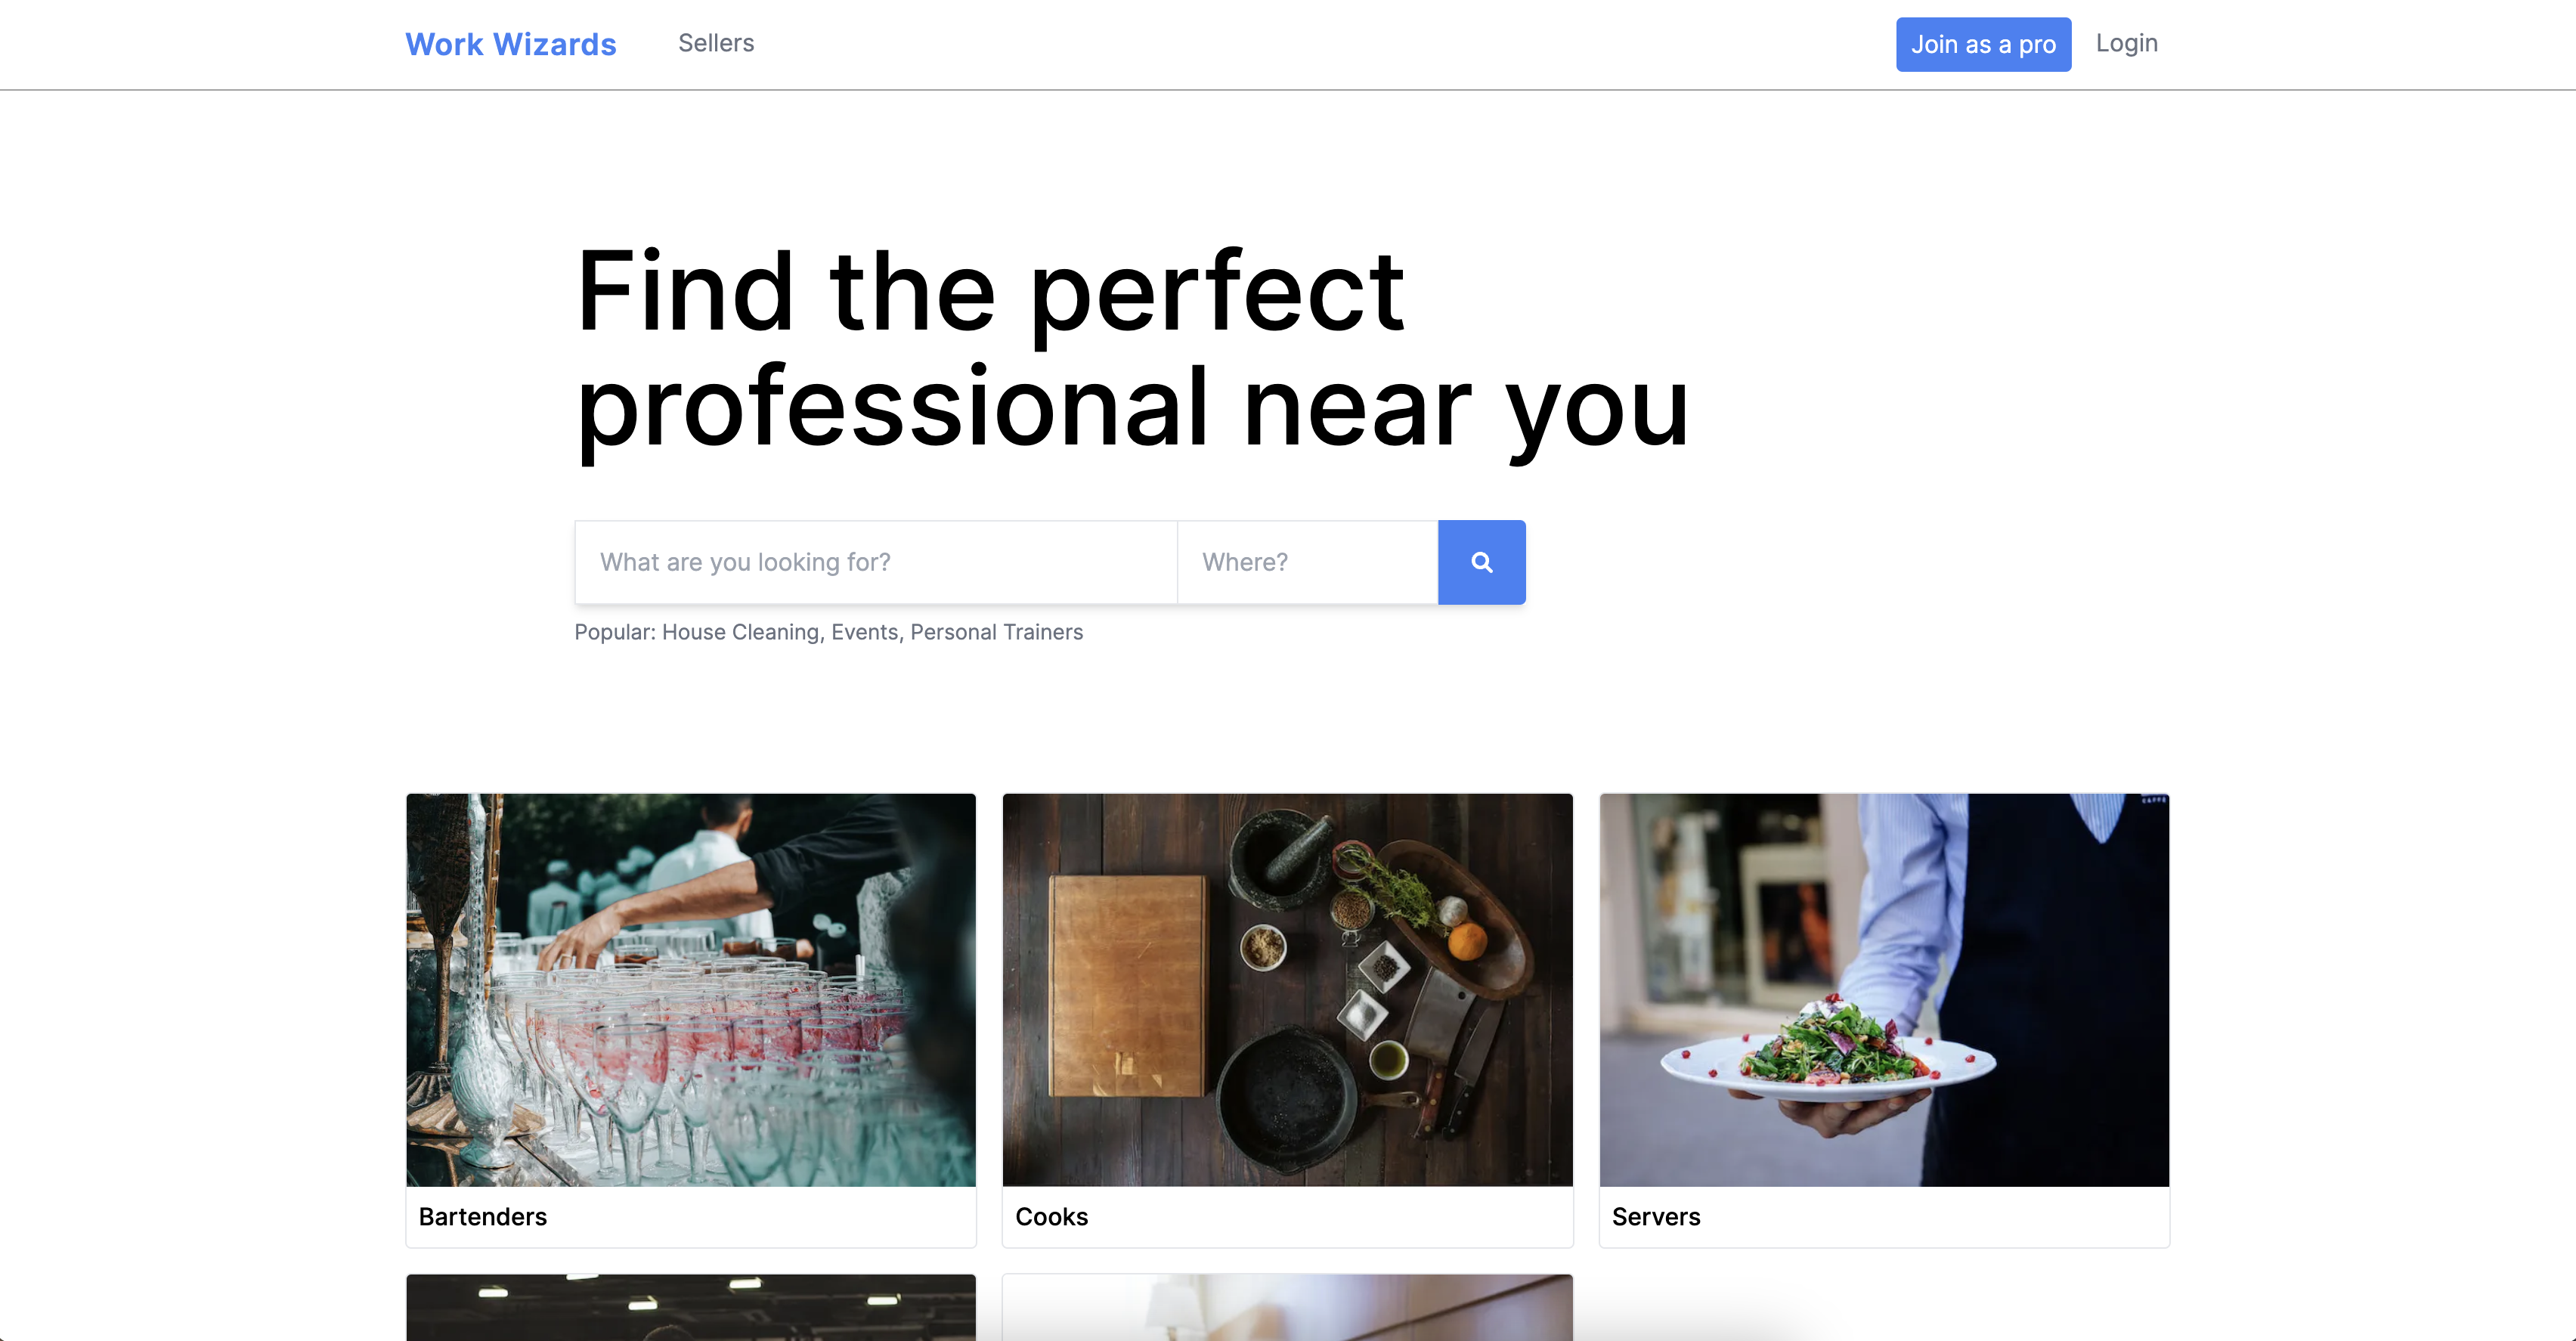 Work Wizards
Sellers
Join as a pro
Login
Find the perfect
professional near you
What are you looking for?
Where?
Popular: House Cleaning, Events, Personal Trainers
CAFFE
Bartenders
Cooks
Servers